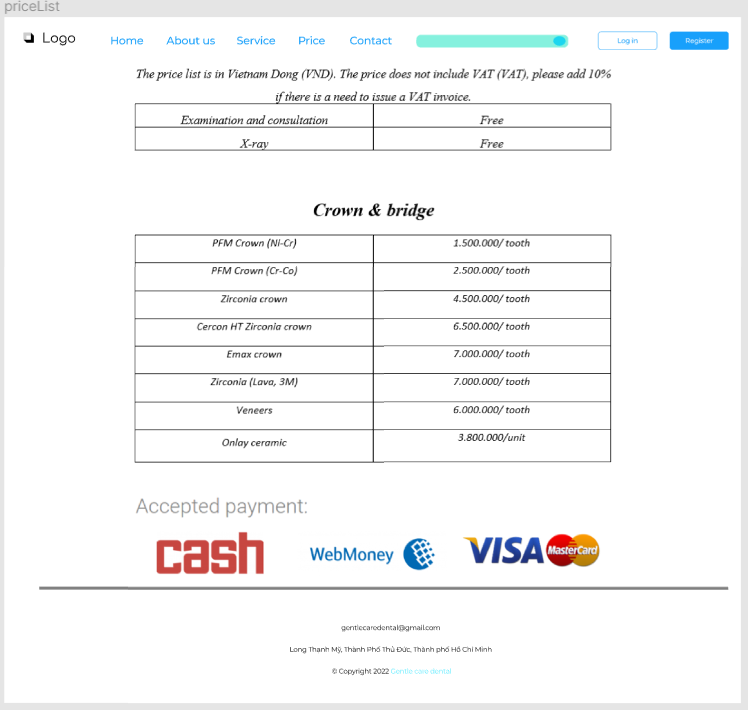 priceList
Logo Home About us Service Price Contact Log in Register
The price list is in Vietnam Dong (VND). The price does not include VAT (VAT), please add 10%
if there is a need to issue a VAT invoice.
Examination and consultation Free
X-ray Free
Crown & bridge
PFM Crown (Ni-Cr) 1.500.000/ tooth
PFM Crown (Cr-Co) 2.500.000/ tooth
Zirconia crown 4.500.000/ tooth
Cercon HT Zirconia crown 6.500.000/ tooth
Emax crown 7.000.000/ tooth
Zirconia (Lava, 3M) 7.000.000/ tooth
Veneers 6.000.000/ tooth
Onlay ceramic 3.800.000/unit
Accepted payment:
cash WebMoney VISA MasterCard
gentlecaredental@gmail.com
Long Thạnh Mỹ, Thành Phố Thủ Đức, Thành phố Hồ Chí Minh
© Copyright 2022 Gentle care dental